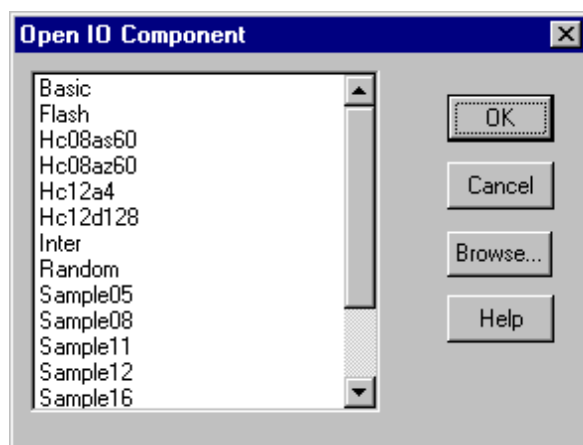 Open IO Component
Basic
Flash
Hc08as60
Hc08az60
Hc12a4
Hc12d128
Inter
Random
Sample05
Sample08
Sample11
Sample12
Sample16
OK
Cancel
Browse...
Help